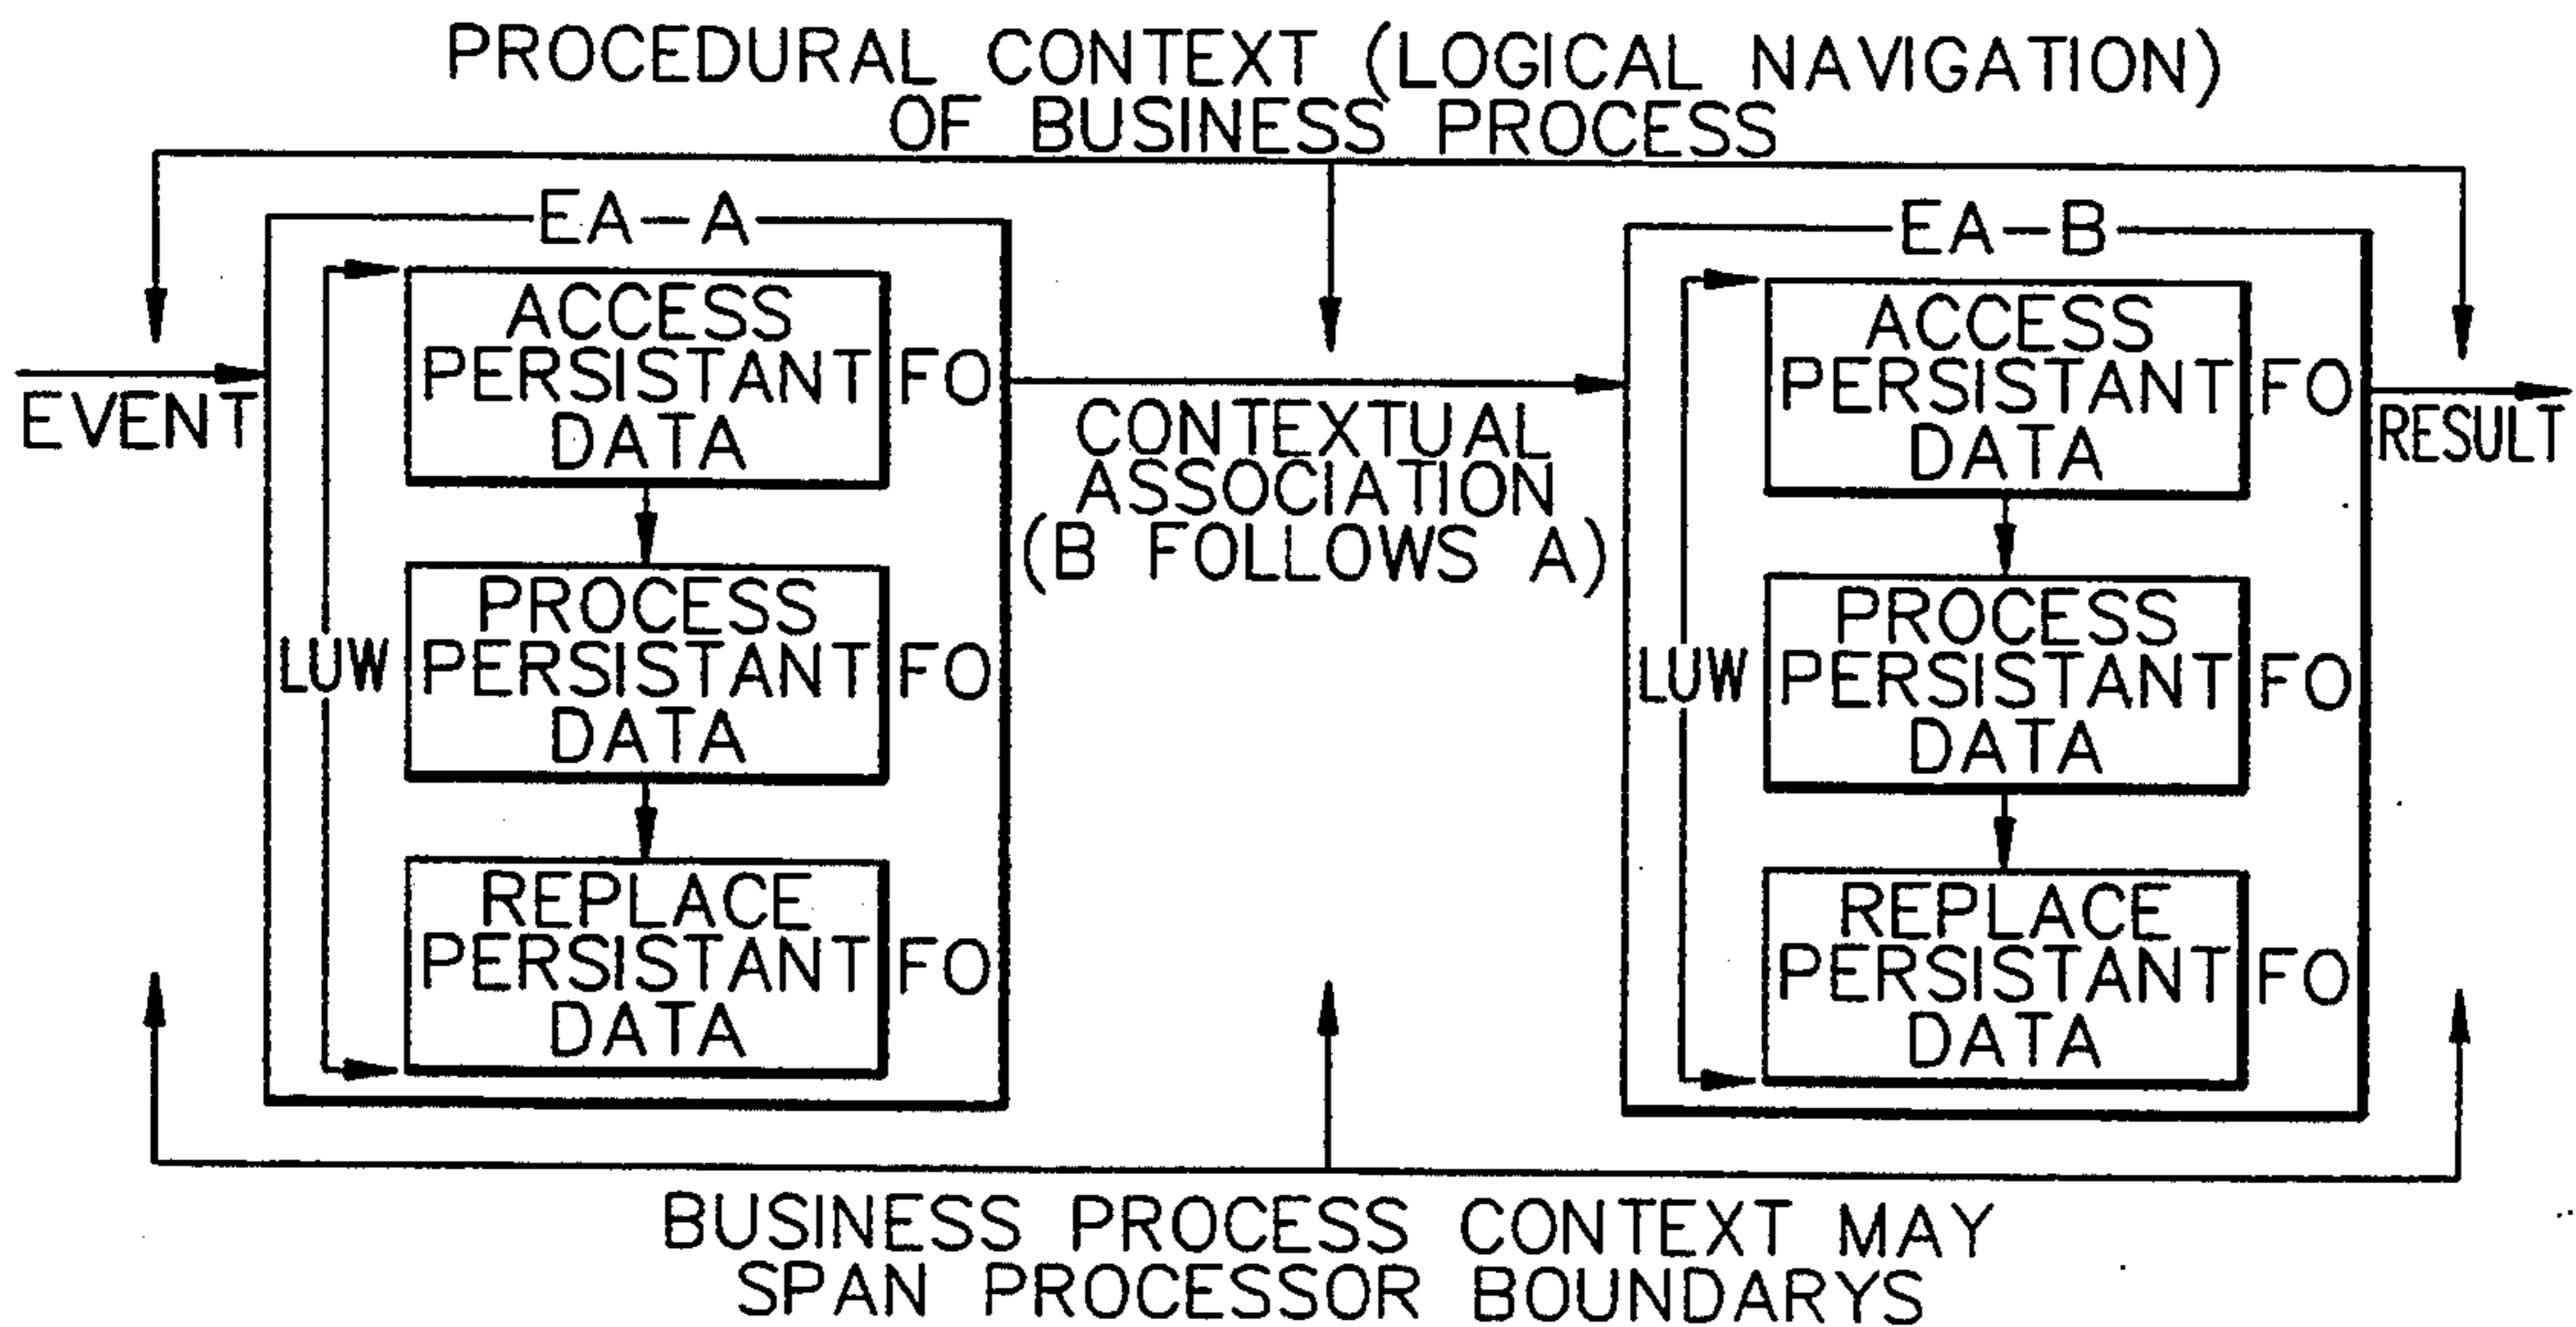 PROCEDURAL CONTEXT (LOGICAL NAVIGATION)
OF BUSINESS PROCESS
EA-A
ACCESS
PERSISTANT
DATA
FO
EVENT
LUW
PROCESS
PERSISTANT
DATA
FO
REPLACE
PERSISTANT
DATA
FO
CONTEXTUAL
ASSOCIATION
(B FOLLOWS A)
EA-B
ACCESS
PERSISTANT
DATA
FO
RESULT
LUW
PROCESS
PERSISTANT
DATA
FO
REPLACE
PERSISTANT
DATA
FO
BUSINESS PROCESS CONTEXT MAY
SPAN PROCESSOR BOUNDARYS